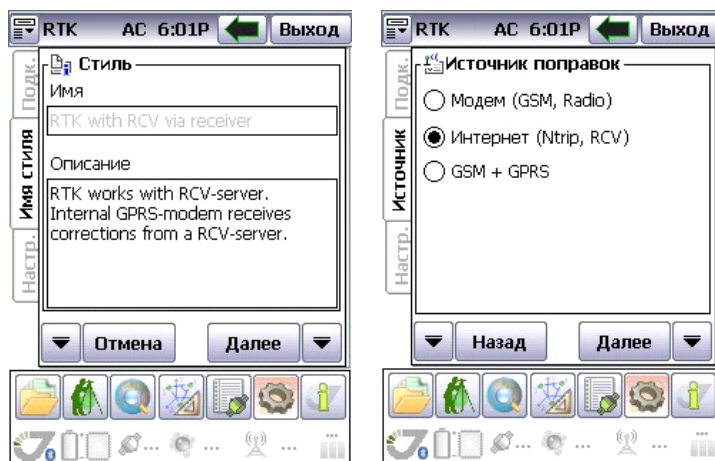 RTK AC 6:01P Выход
Подк.
Имя стиля
Настр.
Стиль
Имя
RTK with RCV via receiver
Описание
RTK works with RCV-server.
Internal GPRS-modem receives
corrections from a RCV-server.
Отмена Далее
... ... ...
RTK AC 6:01P Выход
Подк.
Источник
Настр.
Источник поправок
Модем (GSM, Radio)
Интернет (Ntrip, RCV)
GSM + GPRS
Назад Далее
... ... ...